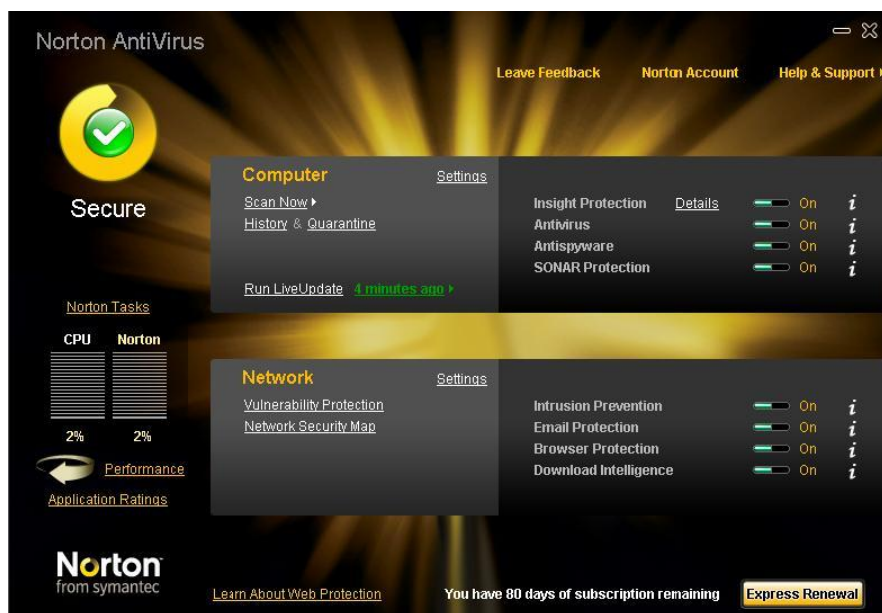 Norton AntiVirus
Leave Feedback Norton Account Help & Support
Secure
Computer Settings
Scan Now
History & Quarantine
Run LiveUpdate 4 minutes ago
Insight Protection Details On i
Antivirus On i
Antispyware On i
SONAR Protection On i
Norton Tasks
CPU Norton
2% 2%
Performance
Application Ratings
Network Settings
Vulnerability Protection
Network Security Map
Intrusion Prevention On i
Email Protection On i
Browser Protection On i
Download Intelligence On i
Norton
from symantec
Learn About Web Protection You have 80 days of subscription remaining Express Renewal